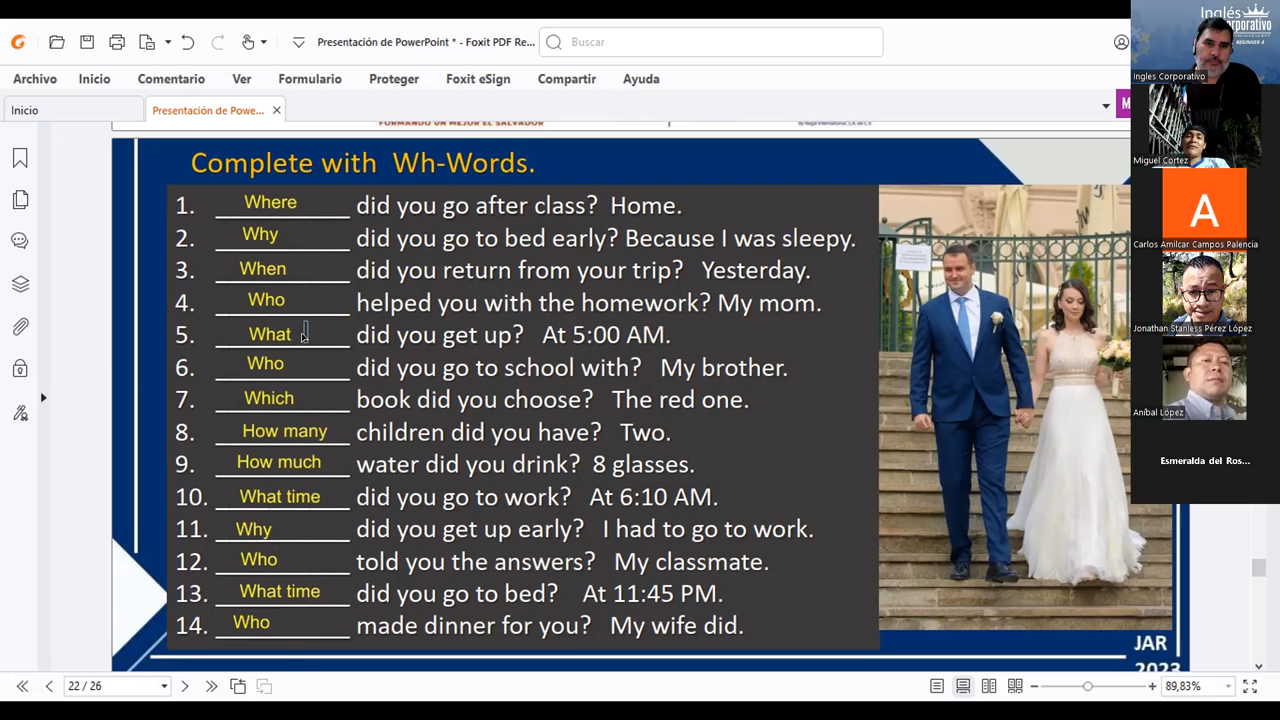 Presentación de PowerPoint * - Foxit PDF Re...
Buscar
Archivo Inicio Comentario Ver Formulario Proteger Foxit eSign Compartir Ayuda
Inicio
Presentación de Powe...
M
FORMANDO UN MEJOR EL SALVADOR
Complete with Wh-Words.
1. Where did you go after class? Home.
2. Why did you go to bed early? Because I was sleepy.
3. When did you return from your trip? Yesterday.
4. Who helped you with the homework? My mom.
5. What did you get up? At 5:00 AM.
6. Who did you go to school with? My brother.
7. Which book did you choose? The red one.
8. How many children did you have? Two.
9. How much water did you drink? 8 glasses.
10. What time did you go to work? At 6:10 AM.
11. Why did you get up early? I had to go to work.
12. Who told you the answers? My classmate.
13. What time did you go to bed? At 11:45 PM.
14. Who made dinner for you? My wife did.
JAR
2023
22 / 26
89,83%
Inglés
BEGINNER 4
Ingles Corporativo
Miguel Cortez
A
Carlos Amilcar Campos Palencia
Jonathan Stanless Pérez López
Aníbal López
Esmeralda del Ros...